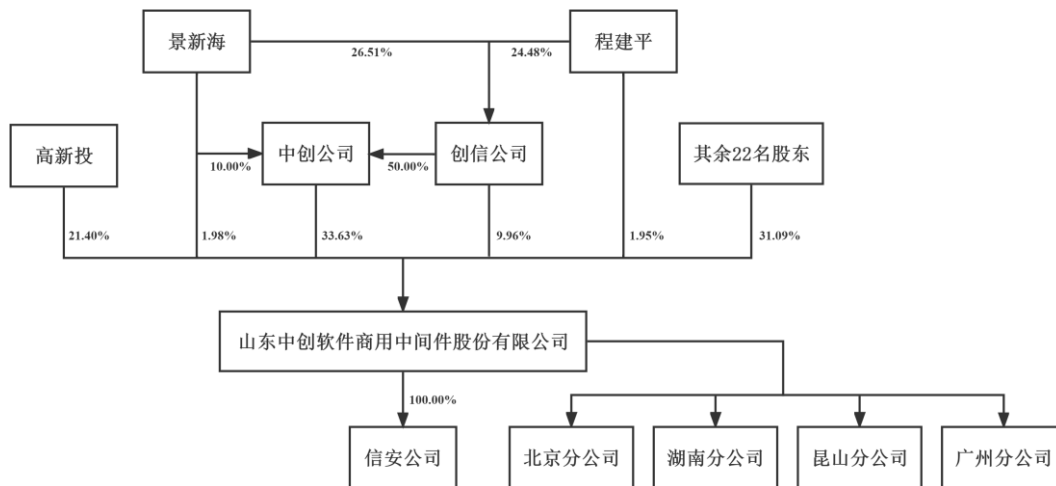 景新海
26.51%
24.48%
程建平
高新投
10.00%
中创公司
50.00%
创信公司
其余22名股东
21.40%
1.98%
33.63%
9.96%
1.95%
31.09%
山东中创软件商用中间件股份有限公司
100.00%
信安公司
北京分公司
湖南分公司
昆山分公司
广州分公司